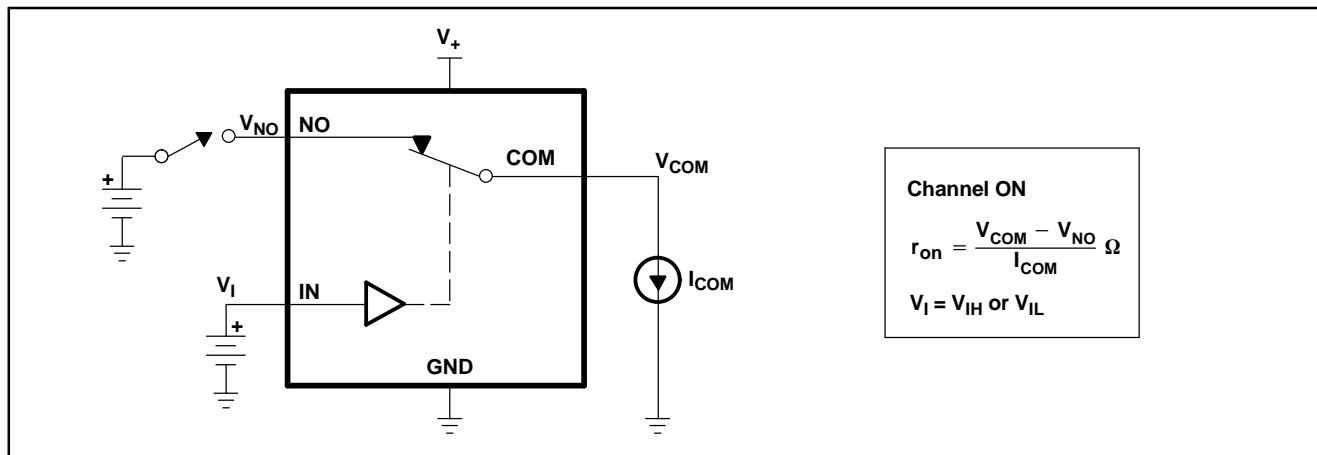 V+
VNO
NO
COM
VCOM
+
Channel ON
ron = VCOM – VNO / ICOM Ω
VI
IN
ICOM
+
VI = VIH or VIL
GND